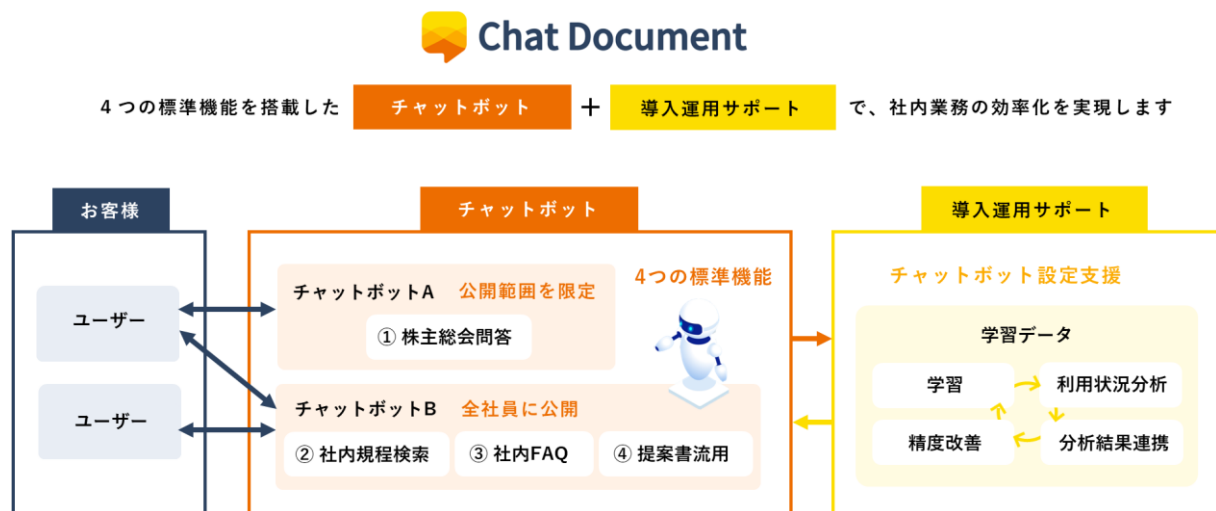 Chat Document
4つの標準機能を搭載した チャットボット + 導入運用サポート で、社内業務の効率化を実現します
お客様
ユーザー
ユーザー
チャットボット
4つの標準機能
チャットボットA 公開範囲を限定
① 株主総会問答
チャットボットB 全社員に公開
② 社内規程検索 ③ 社内FAQ ④ 提案書流用
導入運用サポート
チャットボット設定支援
学習データ
学習 利用状況分析
精度改善 分析結果連携